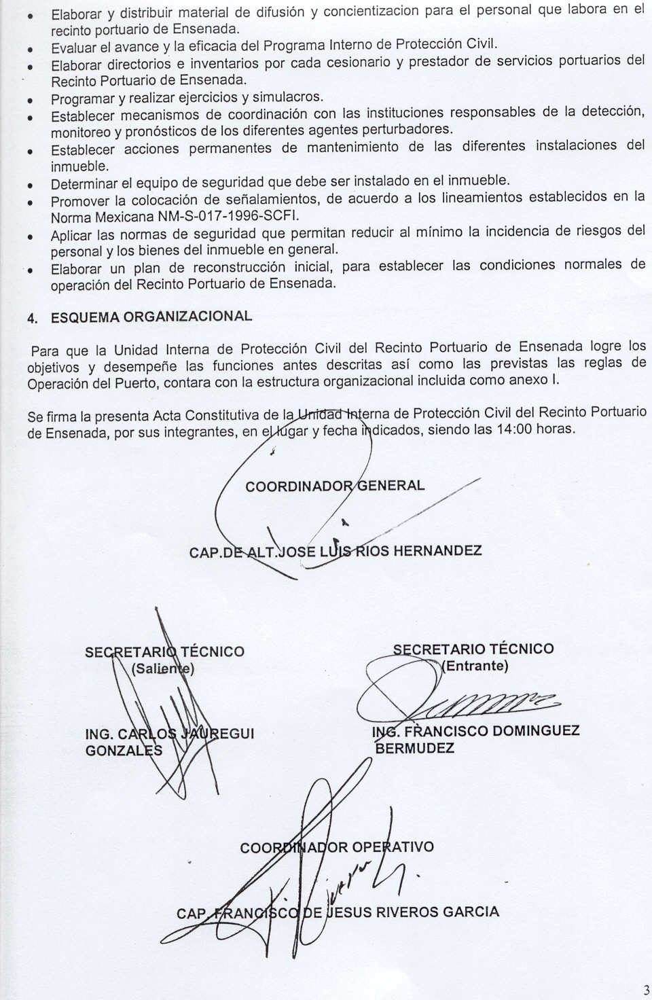 • Elaborar y distribuir material de difusión y concientizacion para el personal que labora en el
recinto portuario de Ensenada.
• Evaluar el avance y la eficacia del Programa Interno de Protección Civil.
• Elaborar directorios e inventarios por cada cesionario y prestador de servicios portuarios del
Recinto Portuario de Ensenada.
• Programar y realizar ejercicios y simulacros.
• Establecer mecanismos de coordinación con las instituciones responsables de la detección,
monitoreo y pronósticos de los diferentes agentes perturbadores.
• Establecer acciones permanentes de mantenimiento de las diferentes instalaciones del
inmueble.
• Determinar el equipo de seguridad que debe ser instalado en el inmueble.
• Promover la colocación de señalamientos, de acuerdo a los lineamientos establecidos en la
Norma Mexicana NM-S-017-1996-SCFI.
• Aplicar las normas de seguridad que permitan reducir al mínimo la incidencia de riesgos del
personal y los bienes del inmueble en general.
• Elaborar un plan de reconstrucción inicial, para establecer las condiciones normales de
operación del Recinto Portuario de Ensenada.
4. ESQUEMA ORGANIZACIONAL
Para que la Unidad Interna de Protección Civil del Recinto Portuario de Ensenada logre los
objetivos y desempeñe las funciones antes descritas así como las previstas las reglas de
Operación del Puerto, contara con la estructura organizacional incluida como anexo I.
Se firma la presenta Acta Constitutiva de la Unidad Interna de Protección Civil del Recinto Portuario
de Ensenada, por sus integrantes, en el lugar y fecha indicados, siendo las 14:00 horas.
COORDINADOR GENERAL
CAP.DE ALT.JOSE LUIS RIOS HERNANDEZ
SECRETARIO TÉCNICO
(Saliente)
ING. CARLOS JAUREGUI
GONZALES
SECRETARIO TÉCNICO
(Entrante)
ING. FRANCISCO DOMINGUEZ
BERMUDEZ
COORDINADOR OPERATIVO
CAP. FRANCISCO DE JESUS RIVEROS GARCIA
3